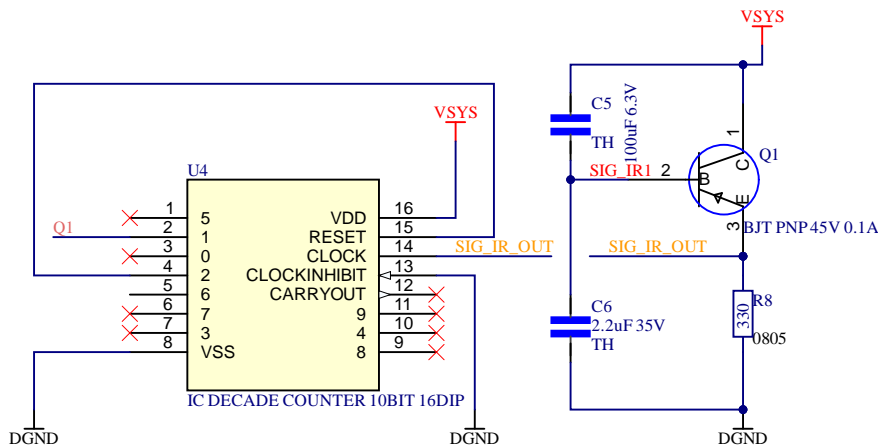 VSYS
C5
100uF 6.3V
TH
1
Q1
C
SIG_IR1
2
B
E
3
BJT PNP 45V 0.1A
VSYS
U4
1
5
VDD
16
Q1
2
1
RESET
15
3
0
CLOCK
14
SIG_IR_OUT
SIG_IR_OUT
4
2
CLOCKINHIBIT
13
5
6
CARRYOUT
12
6
7
9
11
7
3
4
10
8
VSS
8
9
C6
2.2uF 35V
TH
R8
330
0805
IC DECADE COUNTER 10BIT 16DIP
DGND
DGND
DGND